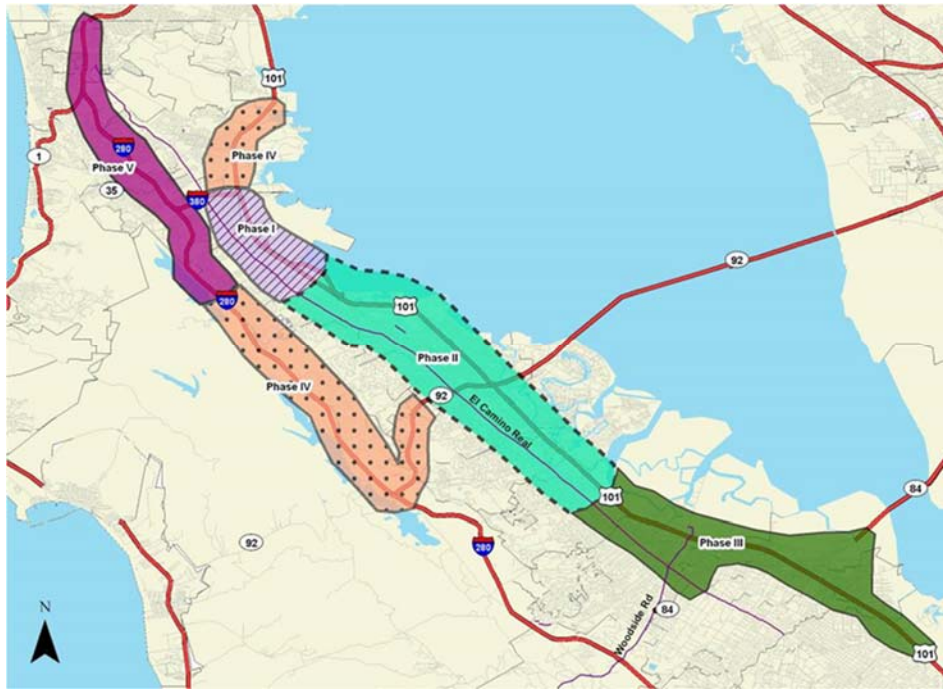 101
1
280
Phase V
35
Phase IV
380
Phase I
92
280
101
Phase II
Phase IV
92
El Camino Real
101
84
92
280
Phase III
N
Woodside Rd
84
101